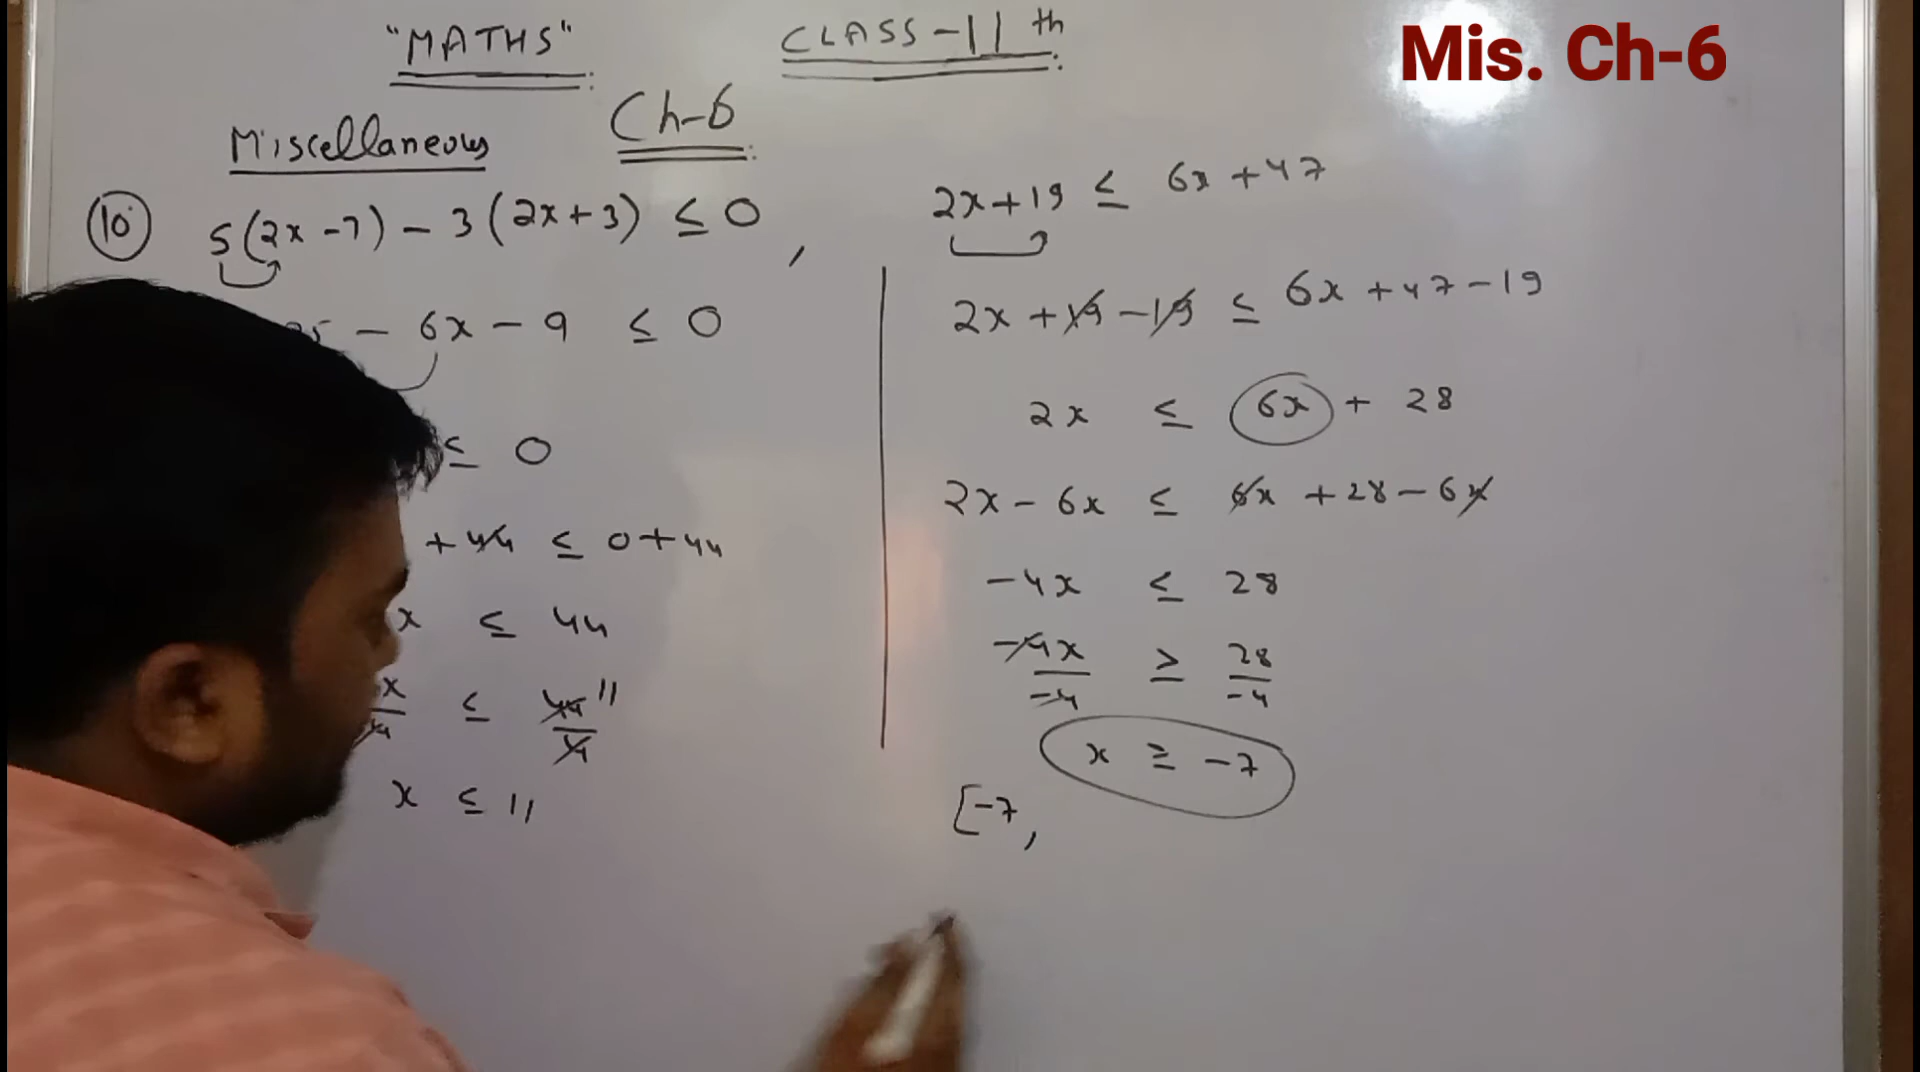 "MATHS" CLASS-11th
Mis. Ch-6
Miscellaneous Ch-6
(10) 5(2x-7) - 3(2x+3) ≤ 0 ,
- 6x - 9 ≤ 0
≤ 0
+44 ≤ 0+44
x ≤ 44
x ≤ 44 11
4 4
x ≤ 11
2x+19 ≤ 6x+47
2x+19-19 ≤ 6x+47-19
2x ≤ 6x + 28
2x - 6x ≤ 6x + 28 - 6x
-4x ≤ 28
-4x ≥ 28
-4 -4
x ≥ -7
[-7,